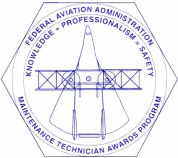 FEDERAL AVIATION ADMINISTRATION
KNOWLEDGE + PROFESSIONALISM = SAFETY
MAINTENANCE TECHNICIAN AWARDS PROGRAM